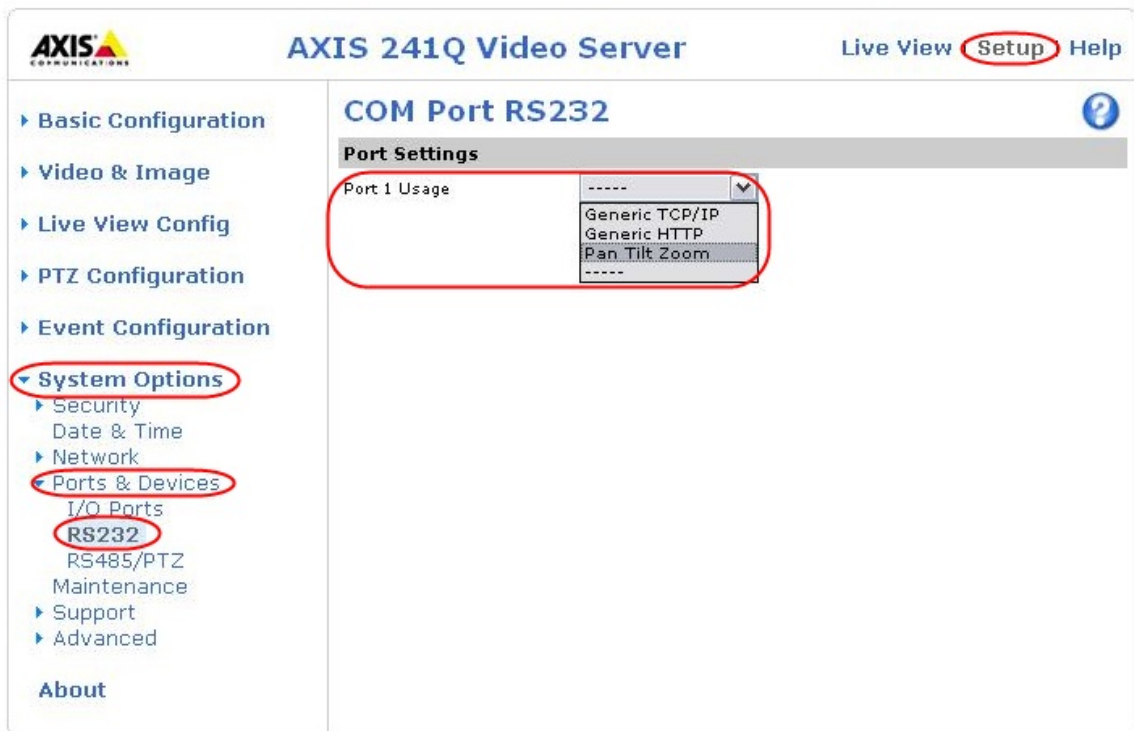 AXIS
COMMUNICATIONS
AXIS 241Q Video Server
Live View | Setup | Help
Basic Configuration
Video & Image
Live View Config
PTZ Configuration
Event Configuration
System Options
Security
Date & Time
Network
Ports & Devices
I/O Ports
RS232
RS485/PTZ
Maintenance
Support
Advanced
About
COM Port RS232
?
Port Settings
Port 1 Usage
-----
Generic TCP/IP
Generic HTTP
Pan Tilt Zoom
-----